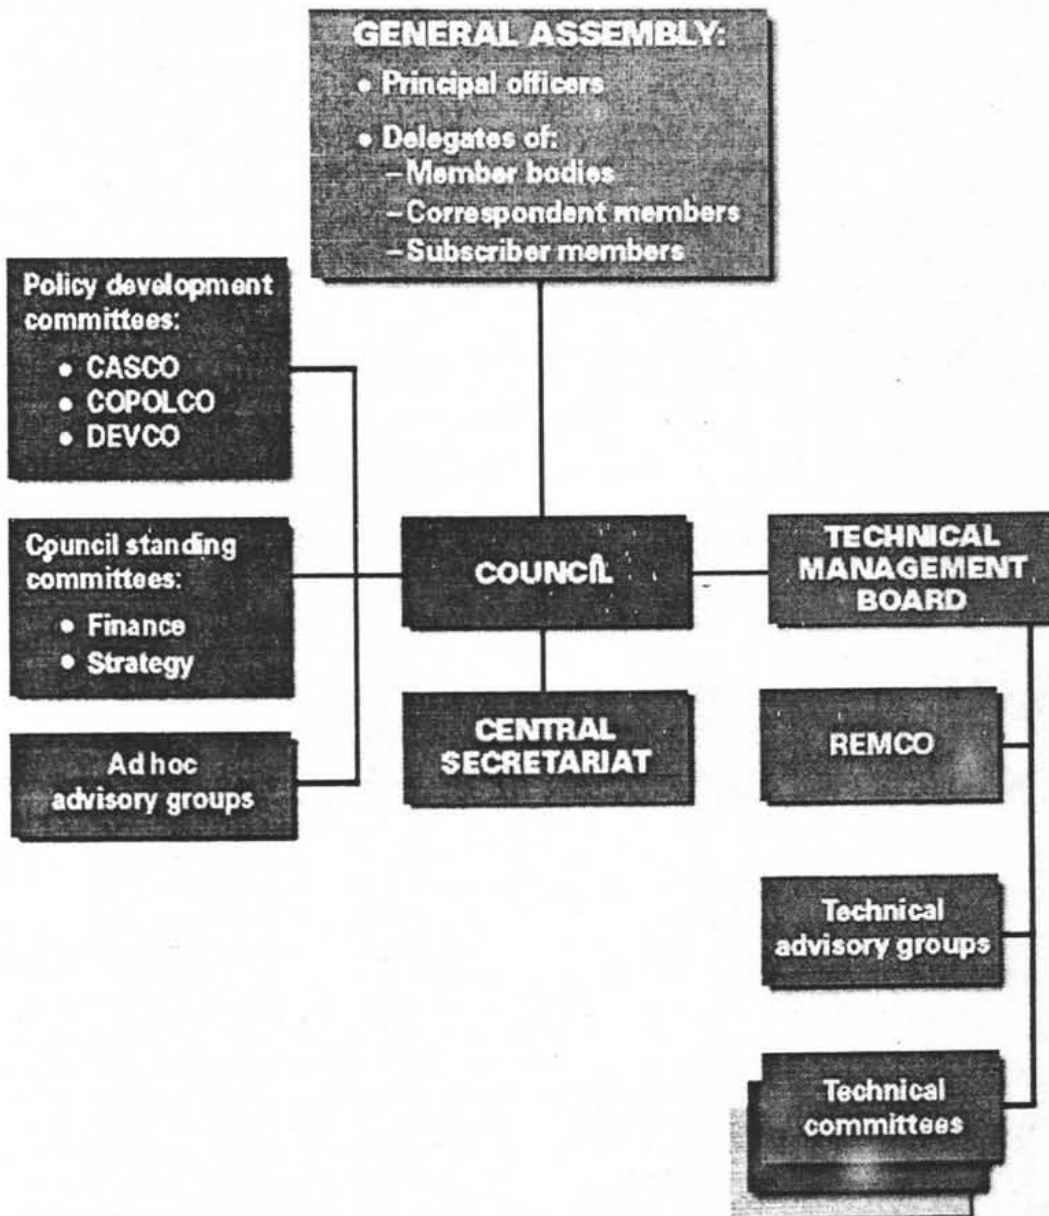 GENERAL ASSEMBLY:
• Principal officers
• Delegates of:
– Member bodies
– Correspondent members
– Subscriber members
Policy development
committees:
• CASCO
• COPOLCO
• DEVCO
Council standing
committees:
• Finance
• Strategy
Ad hoc
advisory groups
COUNCIL
CENTRAL
SECRETARIAT
TECHNICAL
MANAGEMENT
BOARD
REMCO
Technical
advisory groups
Technical
committees